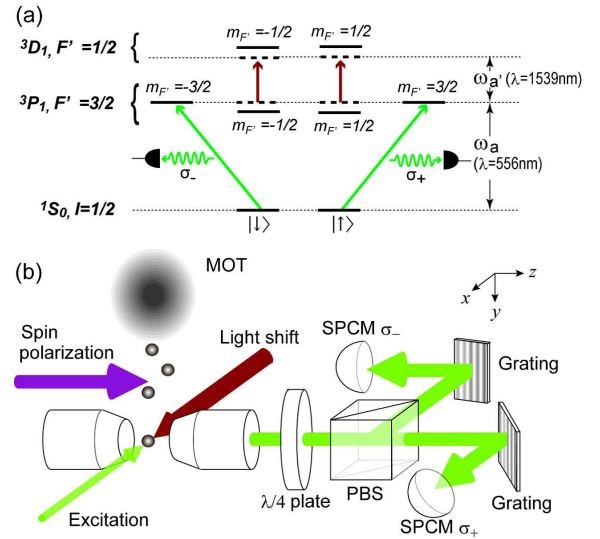 (a)
³D₁, F' =1/2
m_F'=-1/2
m_F'=1/2
ω_a' (λ=1539nm)
³P₁, F' =3/2
m_F'=-3/2
m_F'=3/2
m_F'=-1/2
m_F'=1/2
ω_a
(λ=556nm)
σ-
σ+
¹S₀, I=1/2
|↓⟩
|↑⟩
(b)
MOT
x
y
z
Spin
polarization
Light shift
SPCM σ−
Grating
Excitation
λ/4 plate
PBS
Grating
SPCM σ+